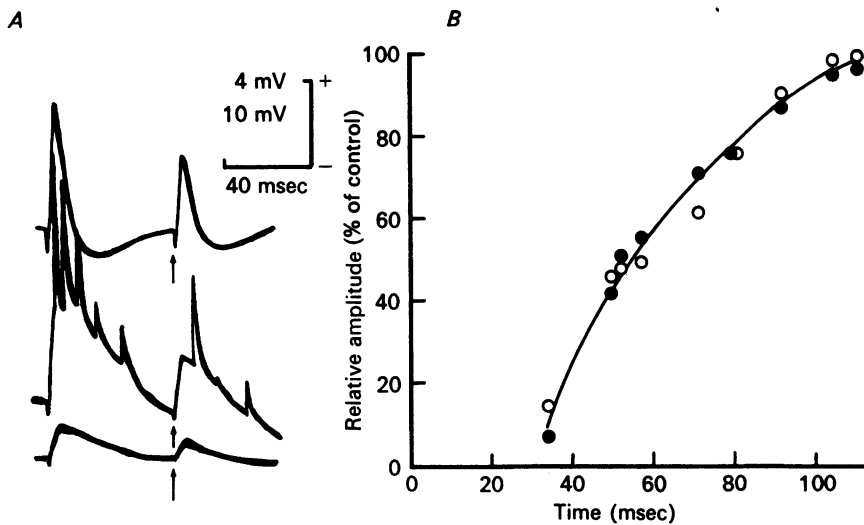 A
4 mV +
10 mV
−
40 msec
B
Relative amplitude (% of control)
100
80
60
40
20
0
0 20 40 60 80 100
Time (msec)